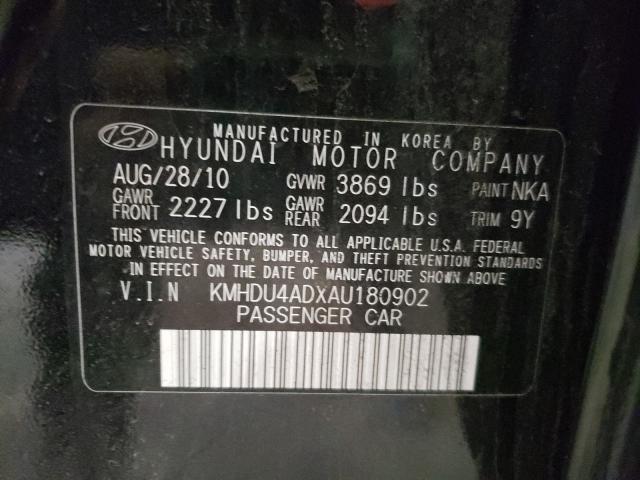 MANUFACTURED IN KOREA BY
HYUNDAI MOTOR COMPANY
AUG/28/10 GVWR 3869 lbs PAINT NKA
GAWR FRONT 2227 lbs GAWR REAR 2094 lbs TRIM 9Y
THIS VEHICLE CONFORMS TO ALL APPLICABLE U.S.A. FEDERAL
MOTOR VEHICLE SAFETY, BUMPER, AND THEFT PREVENTION STANDARDS
IN EFFECT ON THE DATE OF MANUFACTURE SHOWN ABOVE
V.I.N KMHDU4ADXAU180902
PASSENGER CAR